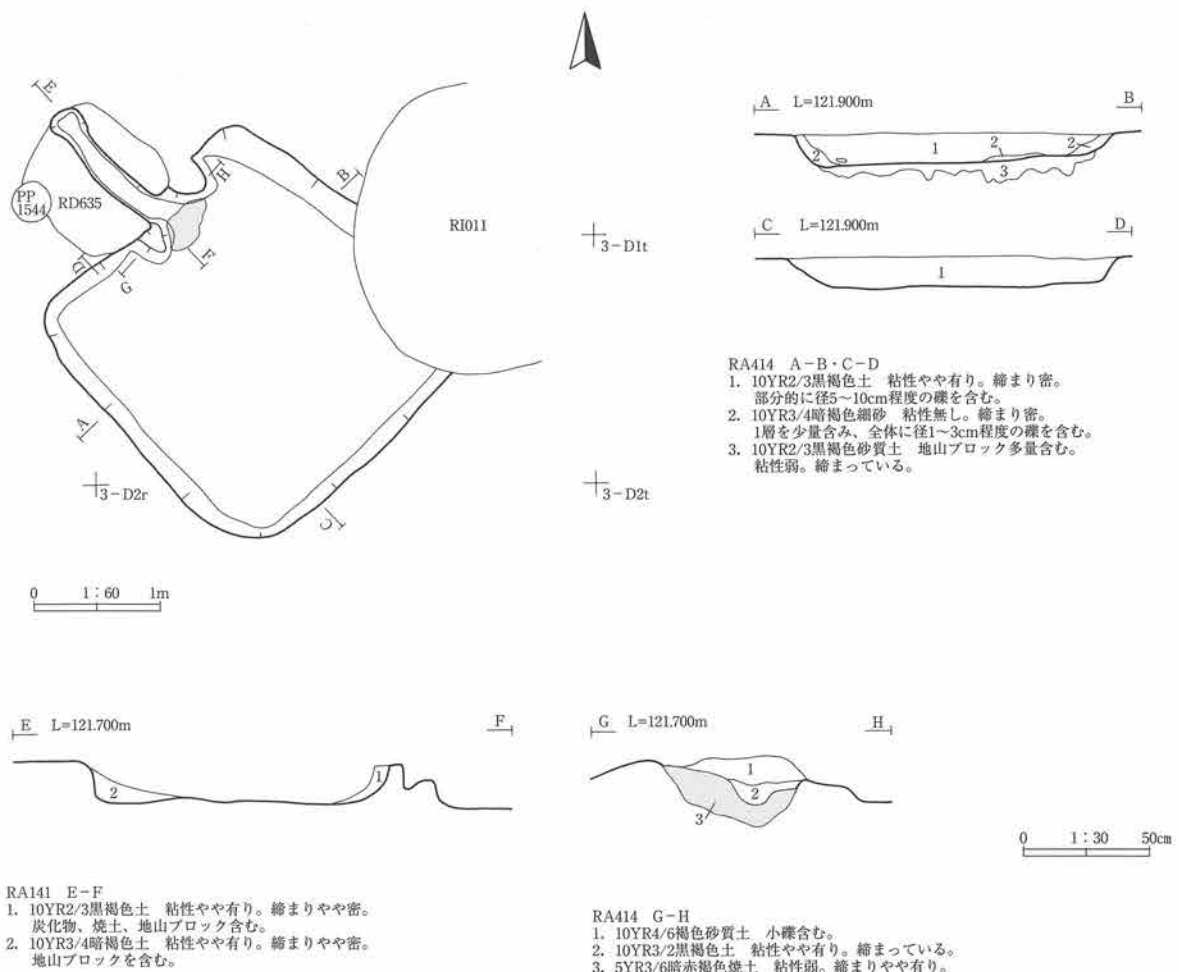 E
H
B
PP
1544
RD635
RI011
3-D1t
D
G
F
A
3-D2r
3-D2t
C
0 1:60 1m
A L=121.900m B
1
2
2
2
3
C L=121.900m D
1
RA414 A-B・C-D
1. 10YR2/3黒褐色土 粘性やや有り。締まり密。
部分的に径5~10cm程度の礫を含む。
2. 10YR3/4暗褐色細砂 粘性無し。締まり密。
1層を少量含み、全体に径1~3cm程度の礫を含む。
3. 10YR2/3黒褐色砂質土 地山ブロック多量含む。
粘性弱。締まっている。
E L=121.700m F
1
2
G L=121.700m H
1
2
3
0 1:30 50cm
RA141 E-F
1. 10YR2/3黒褐色土 粘性やや有り。締まりやや密。
炭化物、焼土、地山ブロック含む。
2. 10YR3/4暗褐色土 粘性やや有り。締まりやや密。
地山ブロックを含む。
RA414 G-H
1. 10YR4/6褐色砂質土 小礫含む。
2. 10YR3/2黒褐色土 粘性やや有り。締まっている。
3. 5YR3/6暗赤褐色焼土 粘性弱。締まりやや有り。